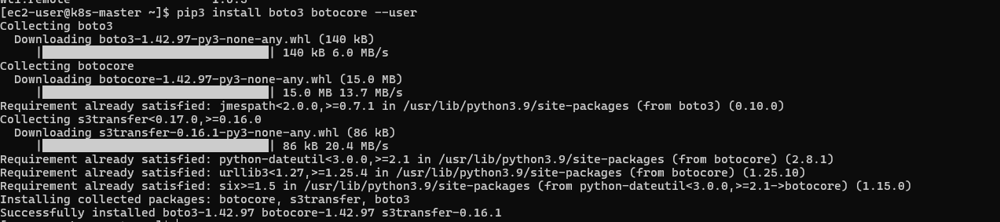 [ec2-user@k8s-master ~]$ pip3 install boto3 botocore --user
Collecting boto3
  Downloading boto3-1.42.97-py3-none-any.whl (140 kB)
     |████████████████████████████████| 140 kB 6.0 MB/s
Collecting botocore
  Downloading botocore-1.42.97-py3-none-any.whl (15.0 MB)
     |████████████████████████████████| 15.0 MB 13.7 MB/s
Requirement already satisfied: jmespath<2.0.0,>=0.7.1 in /usr/lib/python3.9/site-packages (from boto3) (0.10.0)
Collecting s3transfer<0.17.0,>=0.16.0
  Downloading s3transfer-0.16.1-py3-none-any.whl (86 kB)
     |████████████████████████████████| 86 kB 20.4 MB/s
Requirement already satisfied: python-dateutil<3.0.0,>=2.1 in /usr/lib/python3.9/site-packages (from botocore) (2.8.1)
Requirement already satisfied: urllib3<1.27,>=1.25.4 in /usr/lib/python3.9/site-packages (from botocore) (1.25.10)
Requirement already satisfied: six>=1.5 in /usr/lib/python3.9/site-packages (from python-dateutil<3.0.0,>=2.1->botocore) (1.15.0)
Installing collected packages: botocore, s3transfer, boto3
Successfully installed boto3-1.42.97 botocore-1.42.97 s3transfer-0.16.1